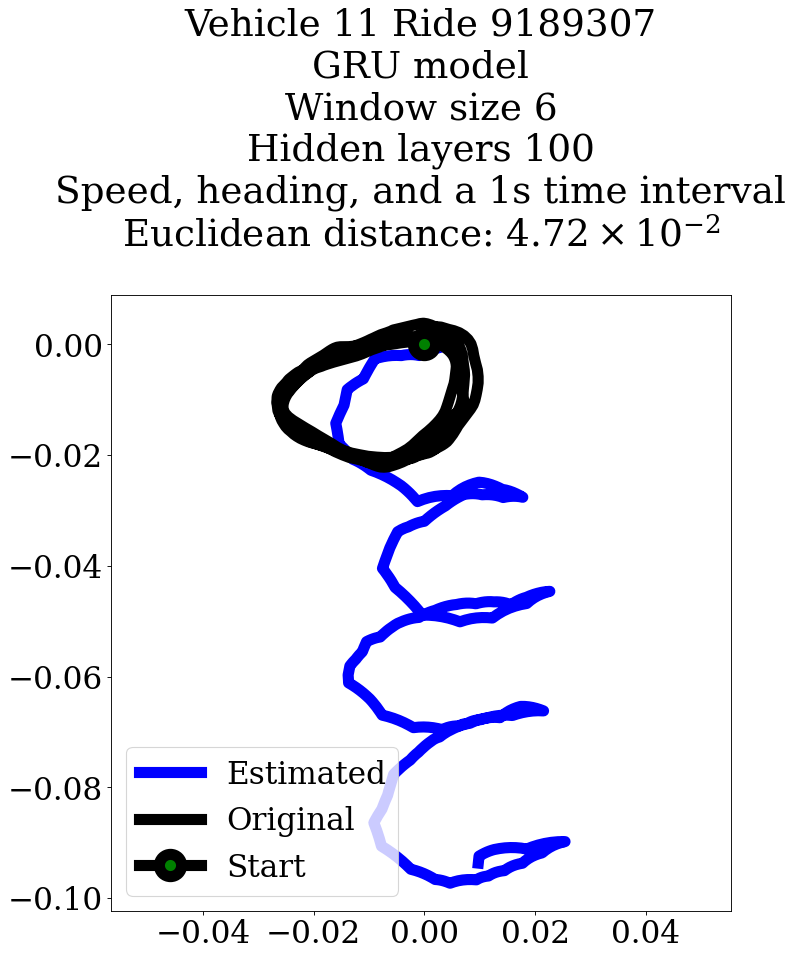 Vehicle 11 Ride 9189307
GRU model
Window size 6
Hidden layers 100
Speed, heading, and a 1s time interval
Euclidean distance: 4.72 × 10⁻²
0.00
−0.02
−0.04
−0.06
−0.08
−0.10
Estimated
Original
Start
−0.04 −0.02 0.00 0.02 0.04